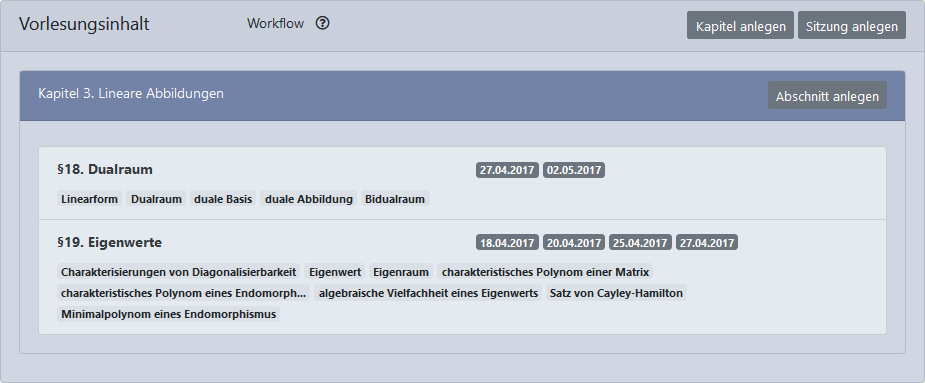 Vorlesungsinhalt Workflow Kapitel anlegen Sitzung anlegen
Kapitel 3. Lineare Abbildungen Abschnitt anlegen
§18. Dualraum 27.04.2017 02.05.2017
Linearform Dualraum duale Basis duale Abbildung Bidualraum
§19. Eigenwerte 18.04.2017 20.04.2017 25.04.2017 27.04.2017
Charakterisierungen von Diagonalisierbarkeit Eigenwert Eigenraum charakteristisches Polynom einer Matrix
charakteristisches Polynom eines Endomorph... algebraische Vielfachheit eines Eigenwerts Satz von Cayley-Hamilton
Minimalpolynom eines Endomorphismus